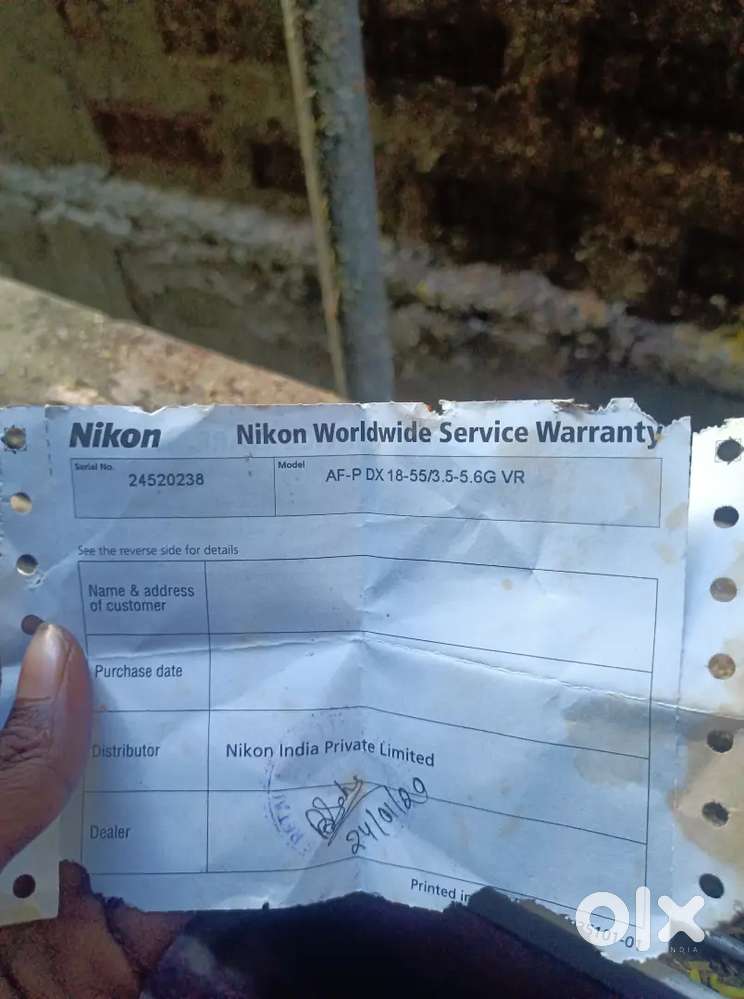 Nikon
Nikon Worldwide Service Warranty
Serial No.
24520238
Model
AF-P DX 18-55/3.5-5.6G VR
See the reverse side for details
Name & address
of customer
Purchase date
Distributor
Nikon India Private Limited
Dealer
24/01/20
Printed in
olx
INDIA